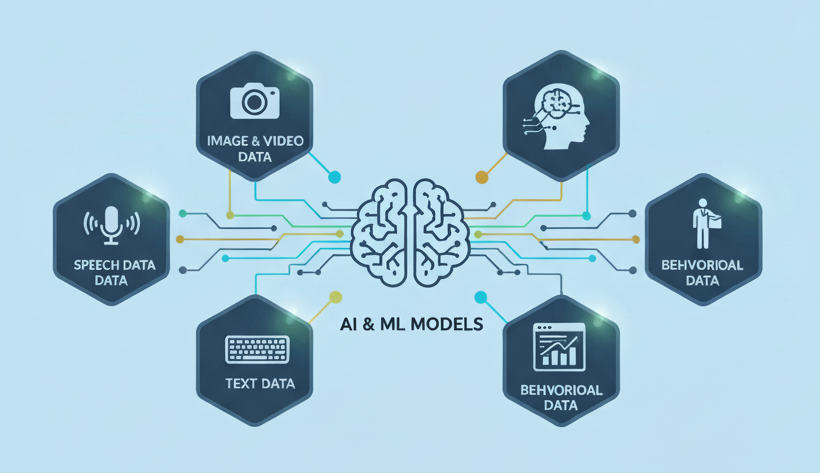 IMAGE & VIDEO
DATA
SPEECH DATA
DATA
BEHVORIOAL
DATA
AI & ML MODELS
TEXT DATA
BEHVORIOAL
DATA